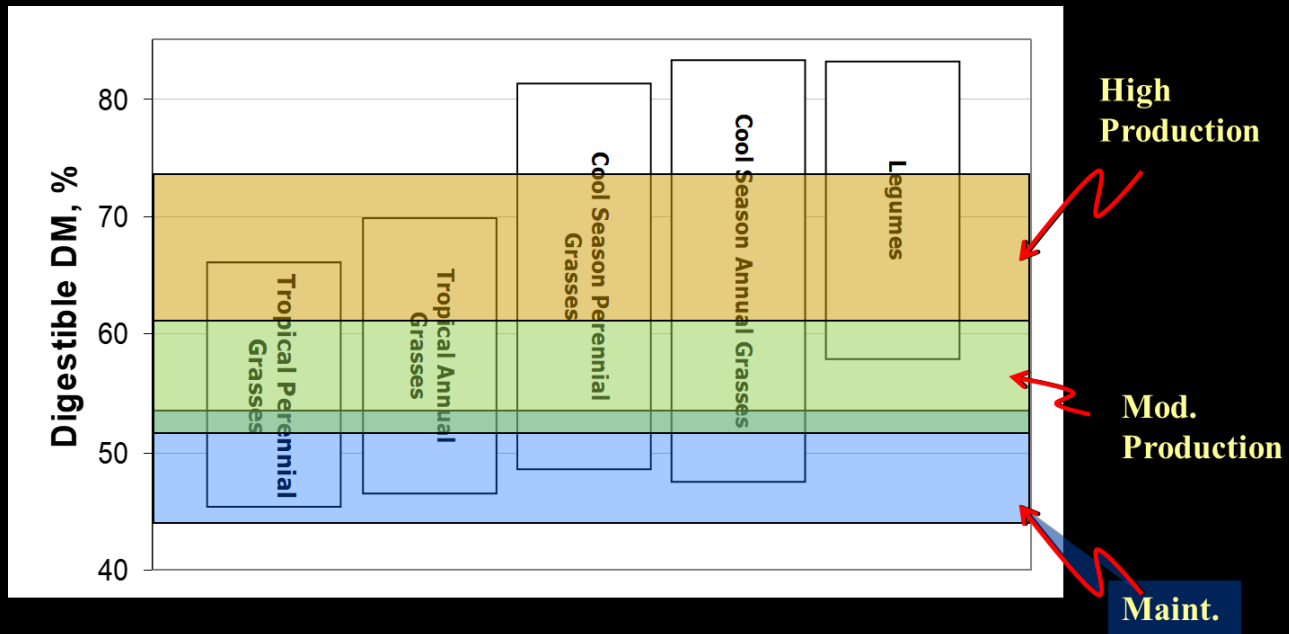 Digestible DM, %
80
70
60
50
40
Tropical Perennial
Grasses
Tropical Annual
Grasses
Cool Season Perennial
Grasses
Cool Season Annual Grasses
Legumes
High
Production
Mod.
Production
Maint.